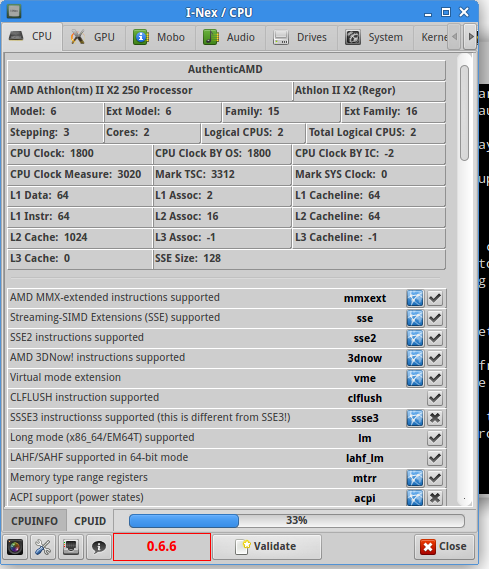 I-Nex / CPU
CPU GPU Mobo Audio Drives System Kerne
AuthenticAMD
AMD Athlon(tm) II X2 250 Processor Athlon II X2 (Regor)
Model: 6 Ext Model: 6 Family: 15 Ext Family: 16
Stepping: 3 Cores: 2 Logical CPUS: 2 Total Logical CPUS: 2
CPU Clock: 1800 CPU Clock BY OS: 1800 CPU Clock BY IC: -2
CPU Clock Measure: 3020 Mark TSC: 3312 Mark SYS Clock: 0
L1 Data: 64 L1 Assoc: 2 L1 Cacheline: 64
L1 Instr: 64 L2 Assoc: 16 L2 Cacheline: 64
L2 Cache: 1024 L3 Assoc: -1 L3 Cacheline: -1
L3 Cache: 0 SSE Size: 128
AMD MMX-extended instructions supported mmxext
Streaming-SIMD Extensions (SSE) supported sse
SSE2 instructions supported sse2
AMD 3DNow! instructions supported 3dnow
Virtual mode extension vme
CLFLUSH instruction supported clflush
SSSE3 instructionss supported (this is different from SSE3!) ssse3
Long mode (x86_64/EM64T) supported lm
LAHF/SAHF supported in 64-bit mode lahf_lm
Memory type range registers mtrr
ACPI support (power states) acpi
CPUINFO CPUID 33%
0.6.6 Validate Close